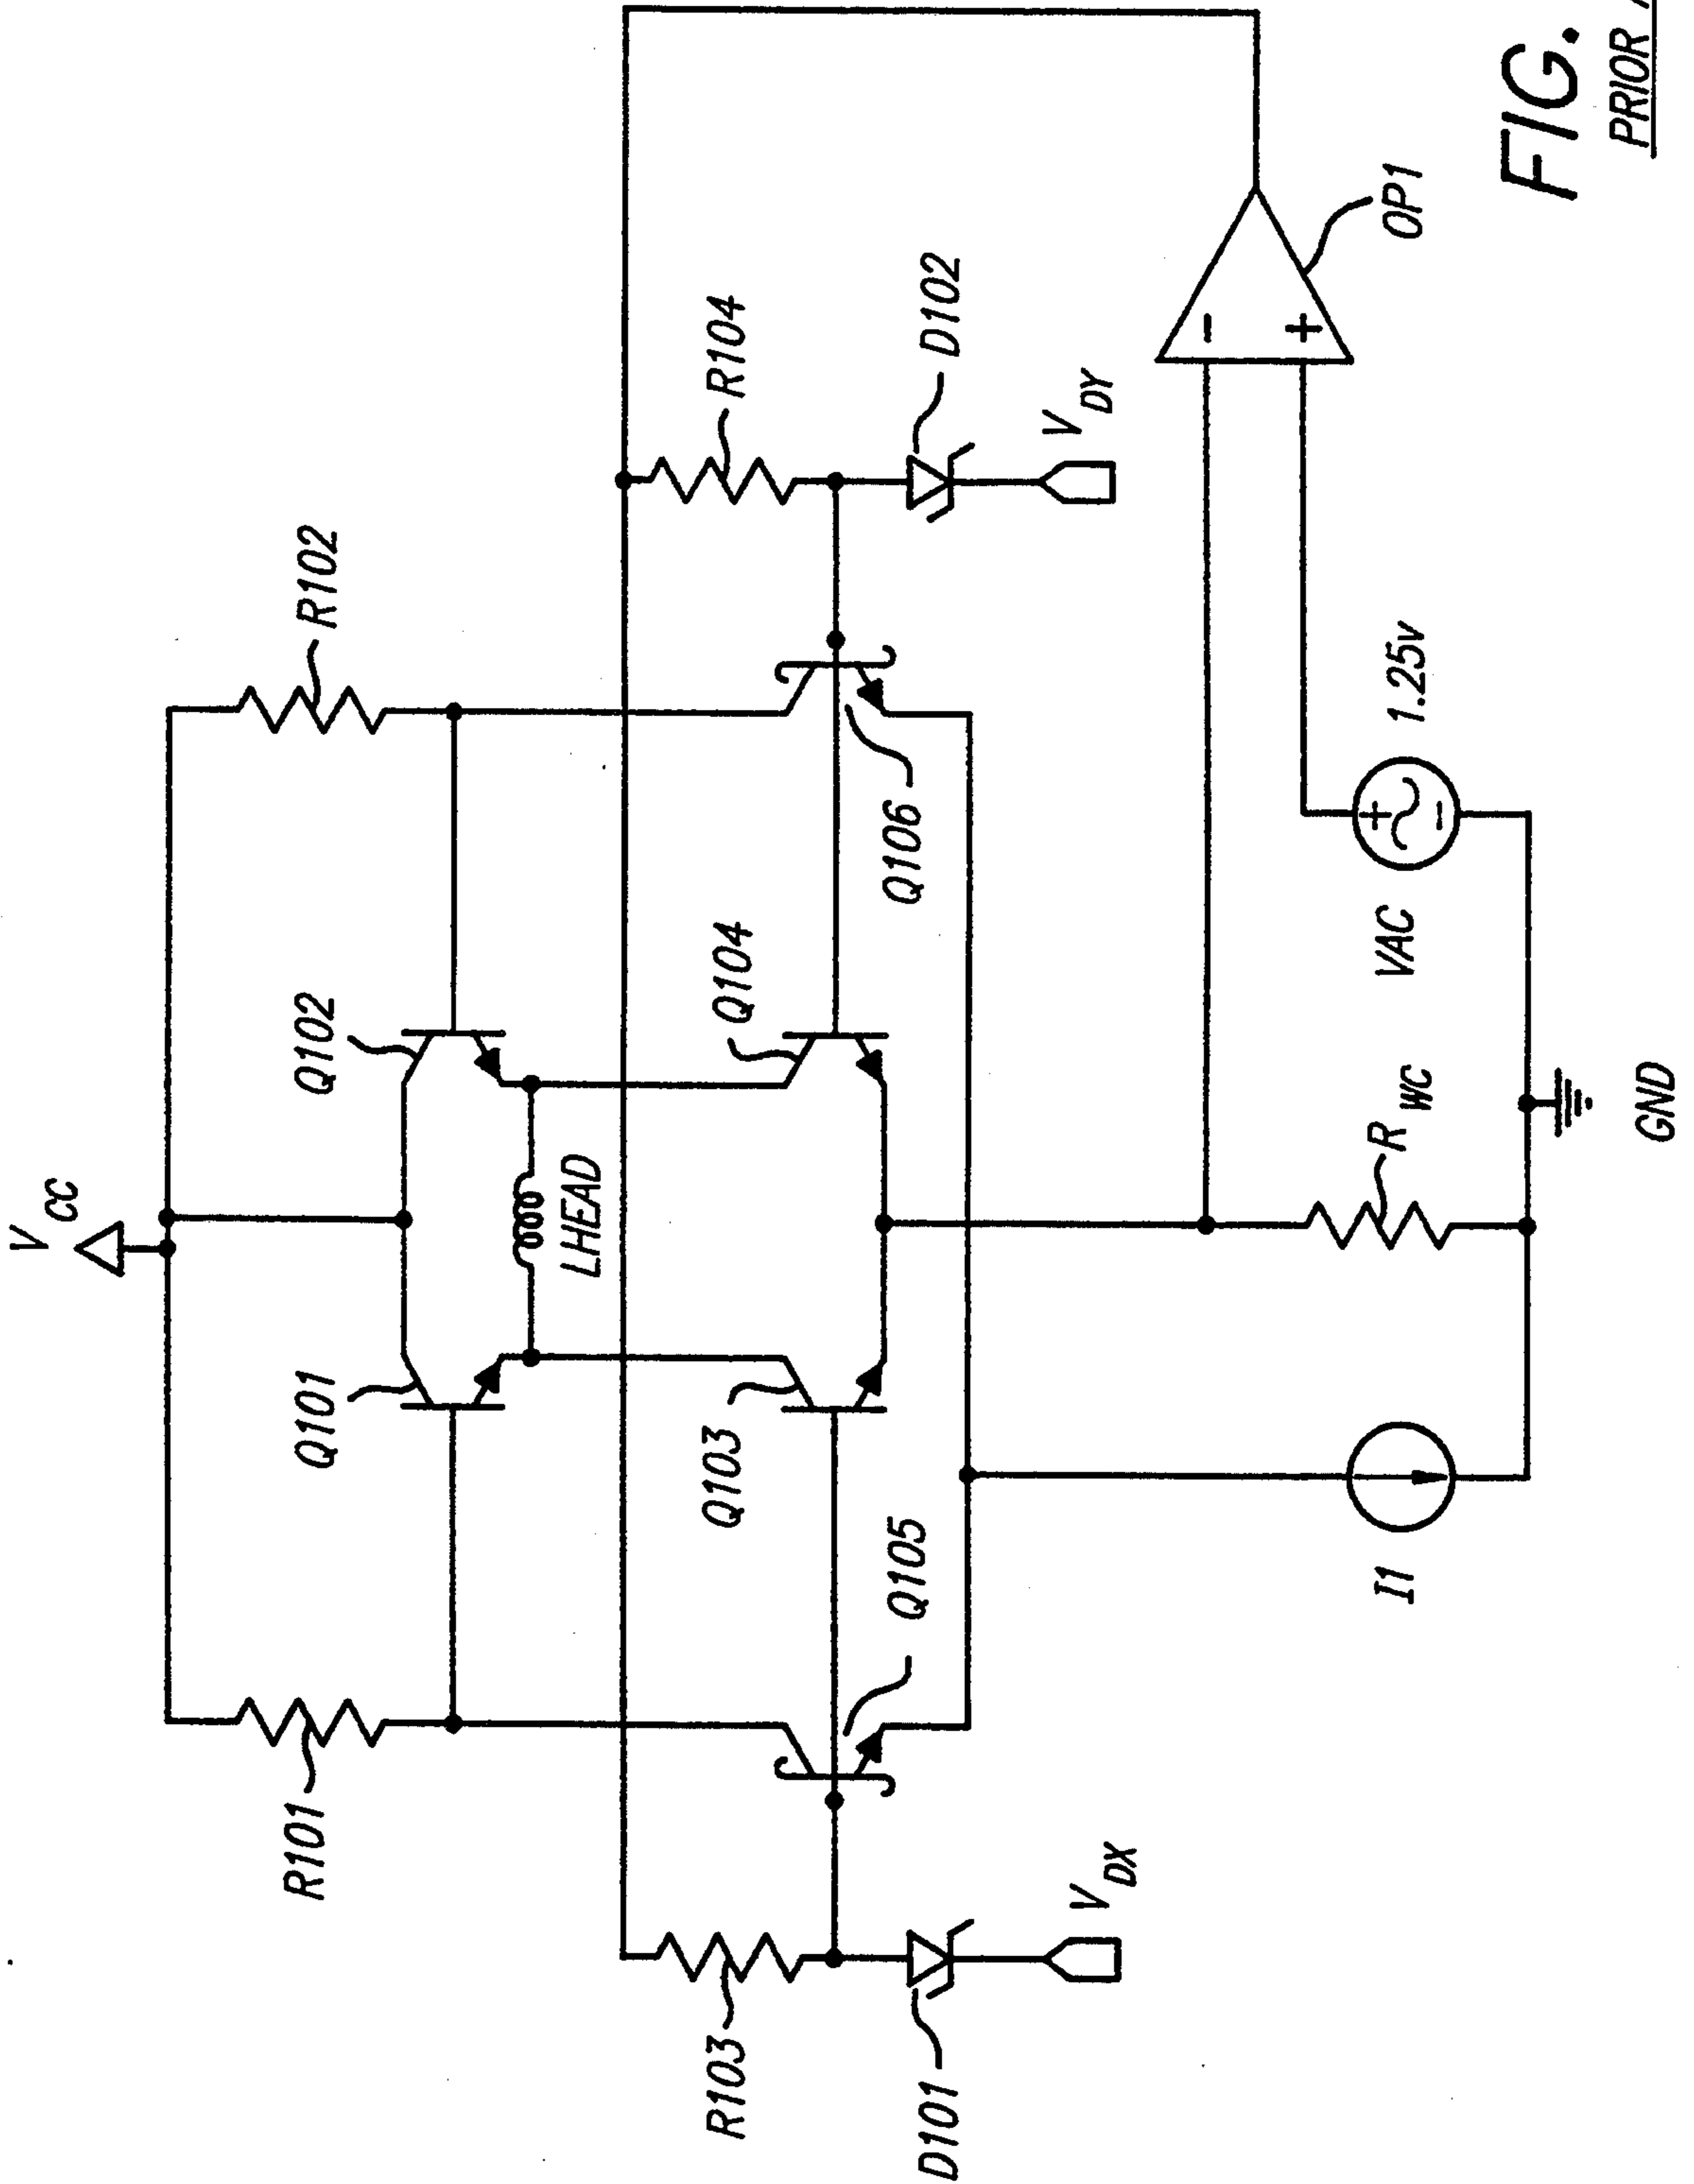 V CC
R101
R102
Q101
Q102
LHEAD
R103
R104
Q103
Q104
Q105
Q106
D101
D102
V DX
V DY
-
+
OP1
I1
R WC
VAC
+
-
1.25v
GND
FIG.
PRIOR